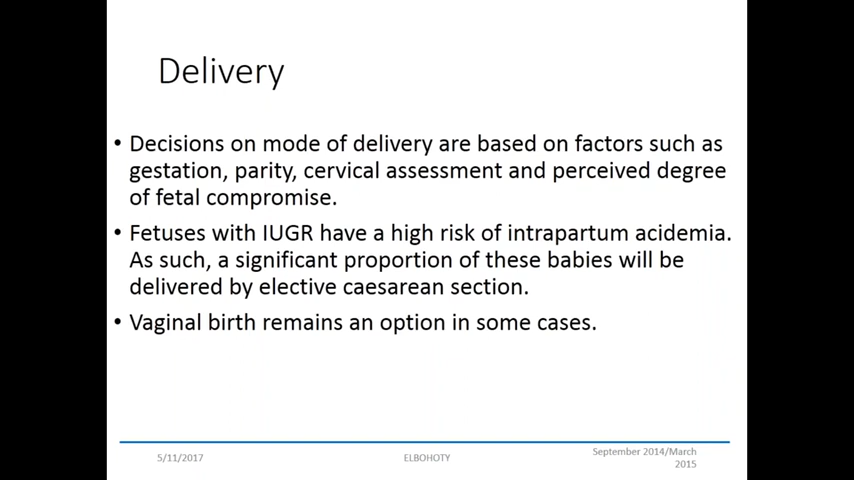 Delivery
• Decisions on mode of delivery are based on factors such as
gestation, parity, cervical assessment and perceived degree
of fetal compromise.
• Fetuses with IUGR have a high risk of intrapartum acidemia.
As such, a significant proportion of these babies will be
delivered by elective caesarean section.
• Vaginal birth remains an option in some cases.
5/11/2017
ELBOHOTY
September 2014/March
2015